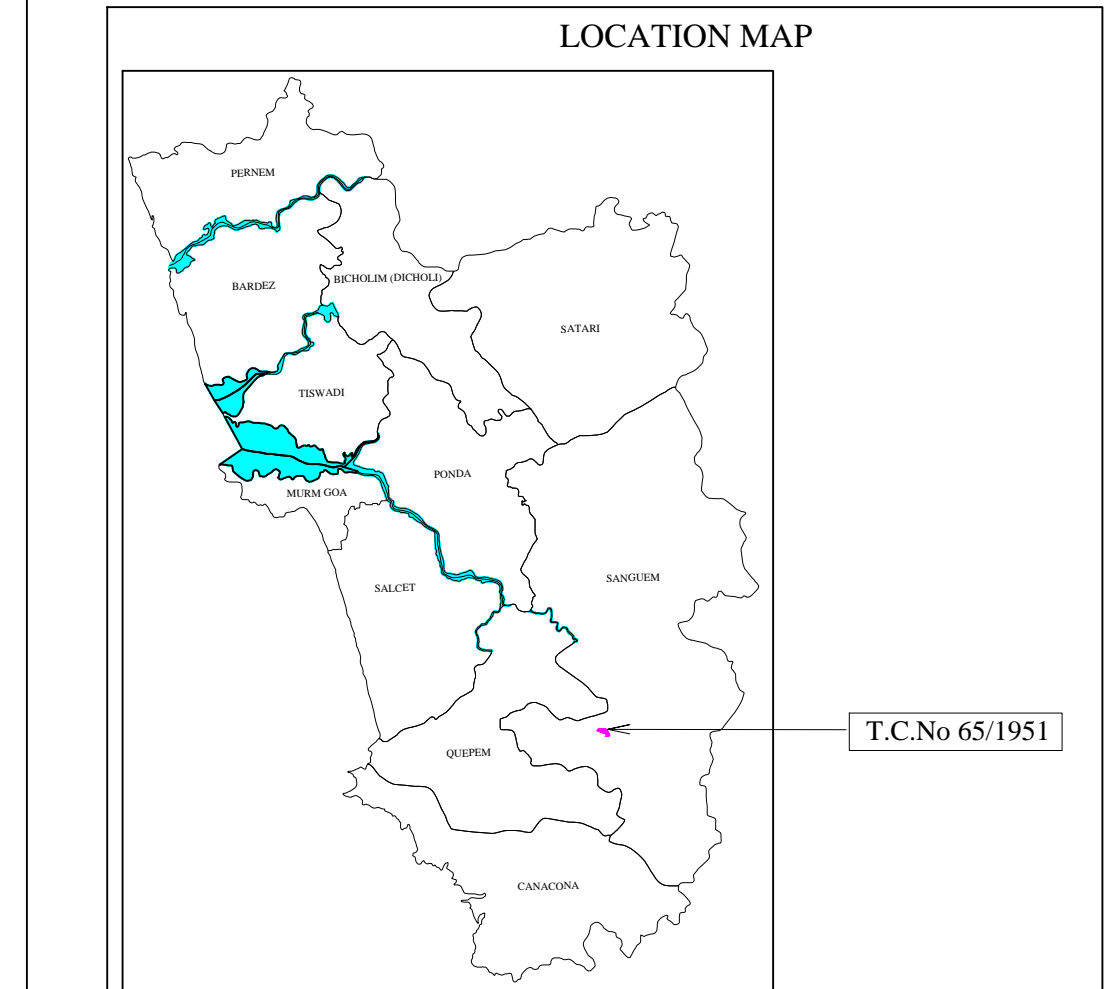 LOCATION MAP
PERNEM
BARDEZ
BICHOLIM (DICHOLI)
SATARI
TISWADI
PONDA
MURM GOA
SANGUEM
SALCET
T.C.No 65/1951
QUEPEM
CANACONA